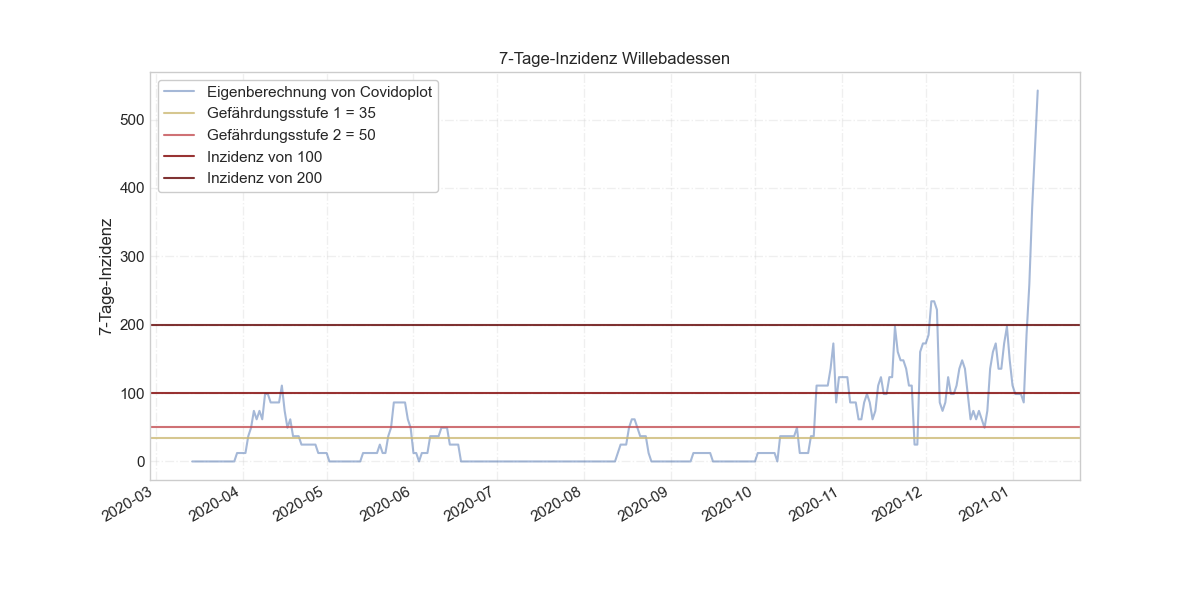 7-Tage-Inzidenz Willebadessen
Eigenberechnung von Covidoplot
Gefährdungsstufe 1 = 35
Gefährdungsstufe 2 = 50
Inzidenz von 100
Inzidenz von 200
7-Tage-Inzidenz
500
400
300
200
100
0
2020-03
2020-04
2020-05
2020-06
2020-07
2020-08
2020-09
2020-10
2020-11
2020-12
2021-01